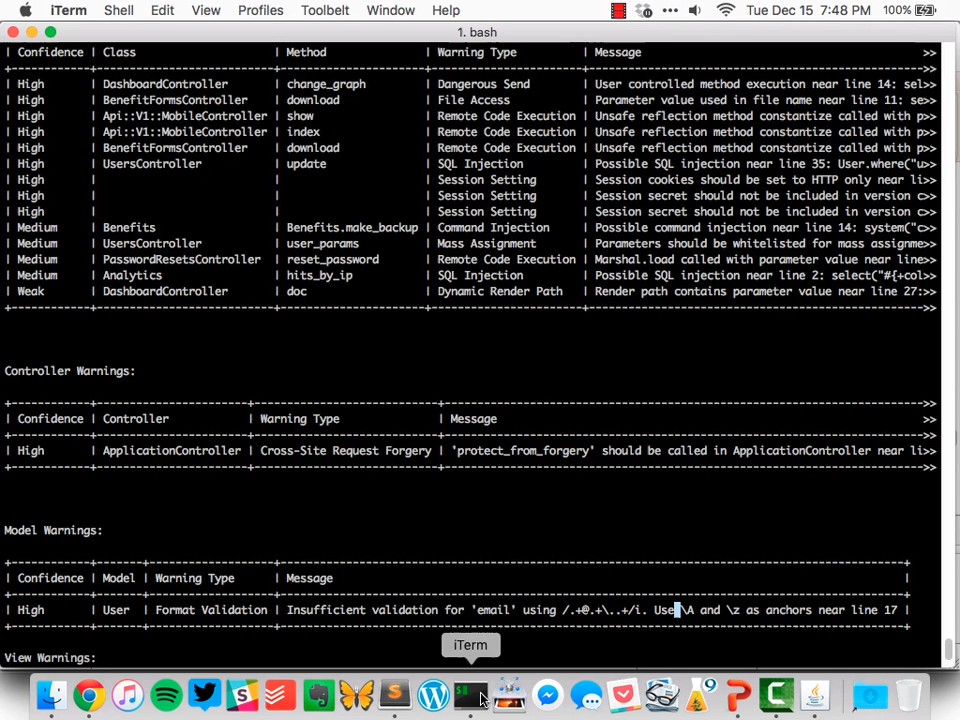 iTerm Shell Edit View Profiles Toolbelt Window Help Tue Dec 15 7:48 PM 100%
1. bash
| Confidence | Class | Method | Warning Type | Message >>
| High | DashboardController | change_graph | Dangerous Send | User controlled method execution near line 14: sel>>
| High | BenefitFormsController | download | File Access | Parameter value used in file name near line 11: se>>
| High | Api::V1::MobileController | show | Remote Code Execution | Unsafe reflection method constantize called with p>>
| High | Api::V1::MobileController | index | Remote Code Execution | Unsafe reflection method constantize called with p>>
| High | BenefitFormsController | download | Remote Code Execution | Unsafe reflection method constantize called with p>>
| High | UsersController | update | SQL Injection | Possible SQL injection near line 35: User.where("u>>
| High | | | Session Setting | Session cookies should be set to HTTP only near li>>
| High | | | Session Setting | Session secret should not be included in version c>>
| High | | | Session Setting | Session secret should not be included in version c>>
| Medium | Benefits | Benefits.make_backup | Command Injection | Possible command injection near line 14: system("c>>
| Medium | UsersController | user_params | Mass Assignment | Parameters should be whitelisted for mass assignme>>
| Medium | PasswordResetsController | reset_password | Remote Code Execution | Marshal.load called with parameter value near line>>
| Medium | Analytics | hits_by_ip | SQL Injection | Possible SQL injection near line 2: select("#{+col>>
| Weak | DashboardController | doc | Dynamic Render Path | Render path contains parameter value near line 27:>>
Controller Warnings:
| Confidence | Controller | Warning Type | Message >>
| High | ApplicationController | Cross-Site Request Forgery | 'protect_from_forgery' should be called in ApplicationController near li>>
Model Warnings:
| Confidence | Model | Warning Type | Message |
| High | User | Format Validation | Insufficient validation for 'email' using /.+@.+\..+/i. Use \A and \z as anchors near line 17 |
View Warnings:
iTerm